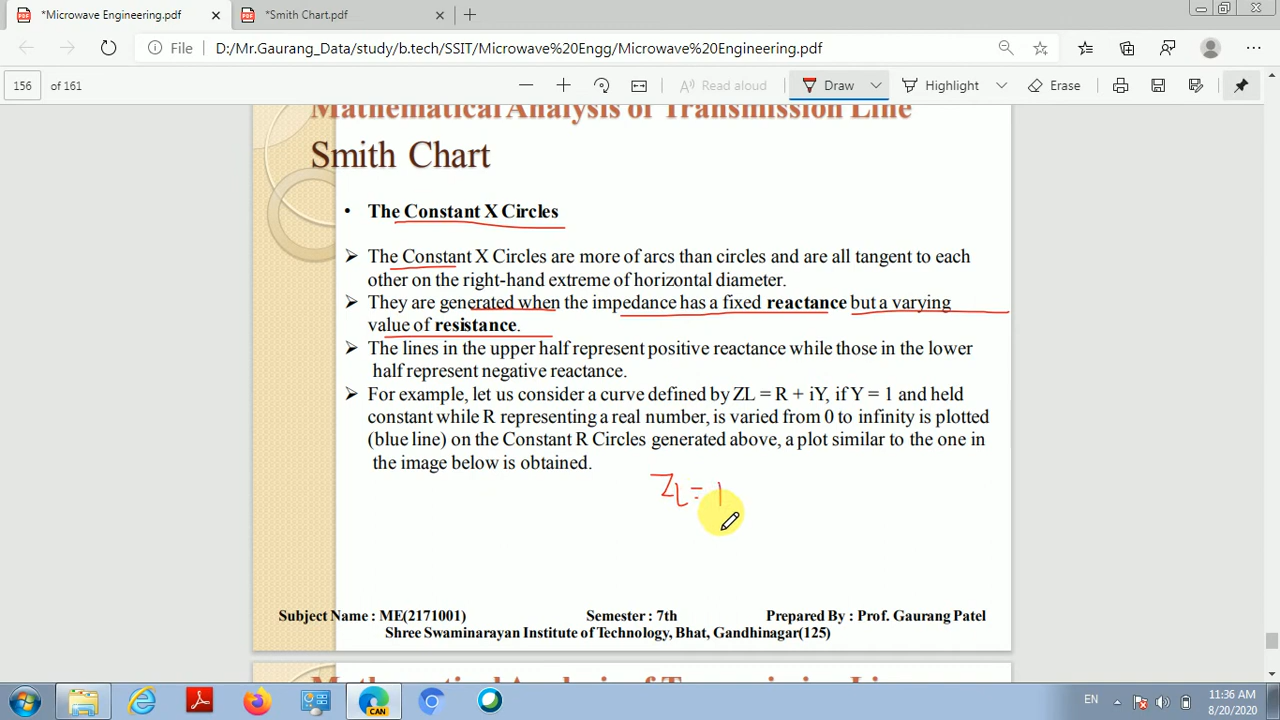 *Microwave Engineering.pdf
*Smith Chart.pdf
File D:/Mr.Gaurang_Data/study/b.tech/SSIT/Microwave%20Engg/Microwave%20Engineering.pdf
156 of 161 Read aloud Draw Highlight Erase
Mathematical Analysis of Transmission Line
Smith Chart
• The Constant X Circles
➢ The Constant X Circles are more of arcs than circles and are all tangent to each
other on the right-hand extreme of horizontal diameter.
➢ They are generated when the impedance has a fixed reactance but a varying
value of resistance.
➢ The lines in the upper half represent positive reactance while those in the lower
half represent negative reactance.
➢ For example, let us consider a curve defined by ZL = R + iY, if Y = 1 and held
constant while R representing a real number, is varied from 0 to infinity is plotted
(blue line) on the Constant R Circles generated above, a plot similar to the one in
the image below is obtained.
ZL = 1
Subject Name : ME(2171001) Semester : 7th Prepared By : Prof. Gaurang Patel
Shree Swaminarayan Institute of Technology, Bhat, Gandhinagar(125)
Mathematical Analysis of Transmission Line
CAN
EN
11:36 AM
8/20/2020